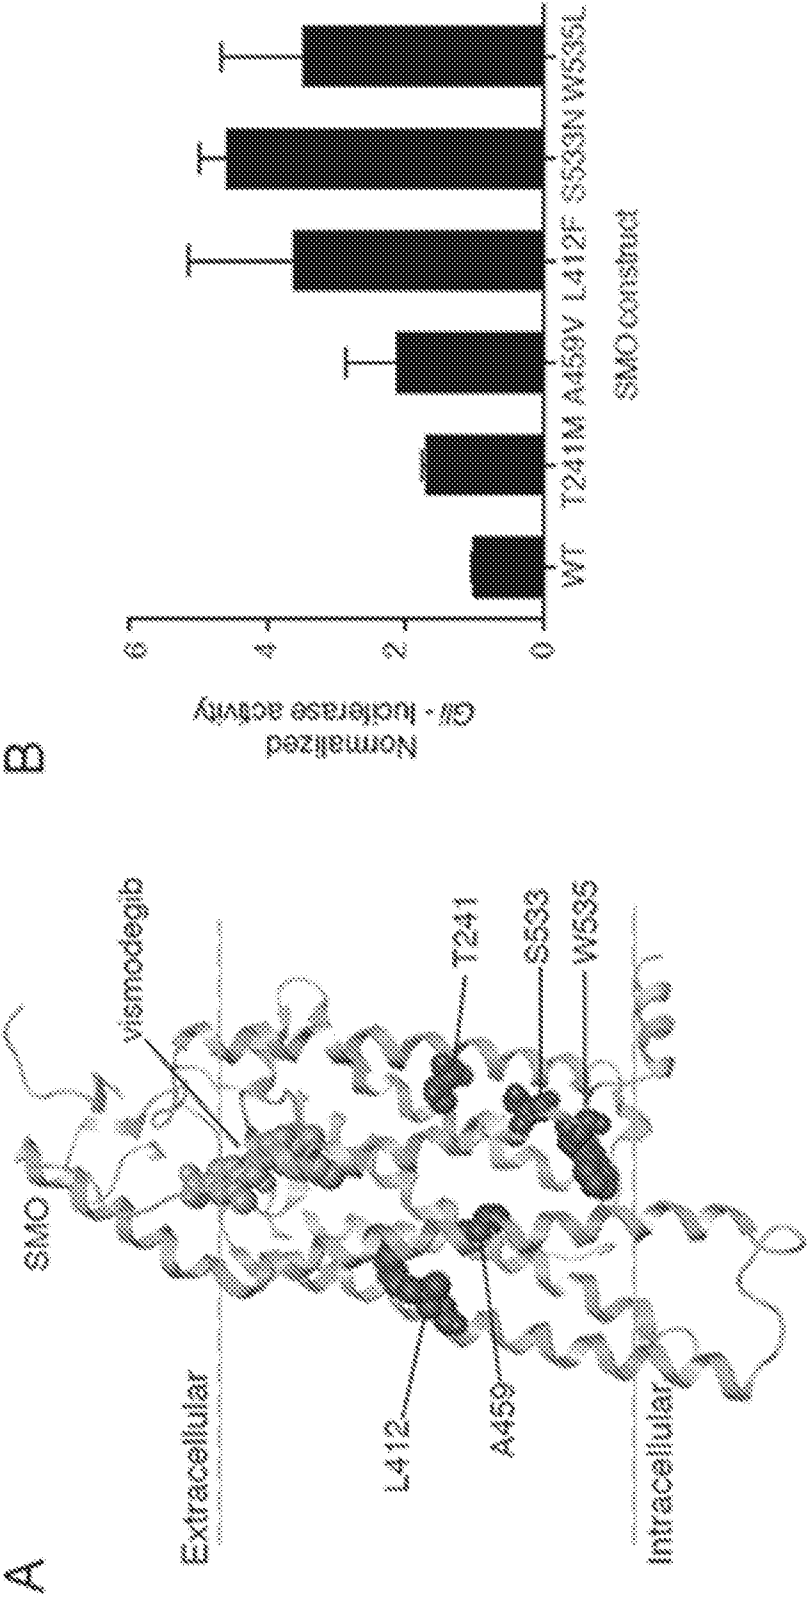 A
SMO
Extracellular
vismodegib
L412
T241
A459
S533
W535
Intracellular
B
Normalized
Gli - luciferase activity
6
4
2
0
WT
T241M
A459V
L412F
S533N
W535L
SMO construct